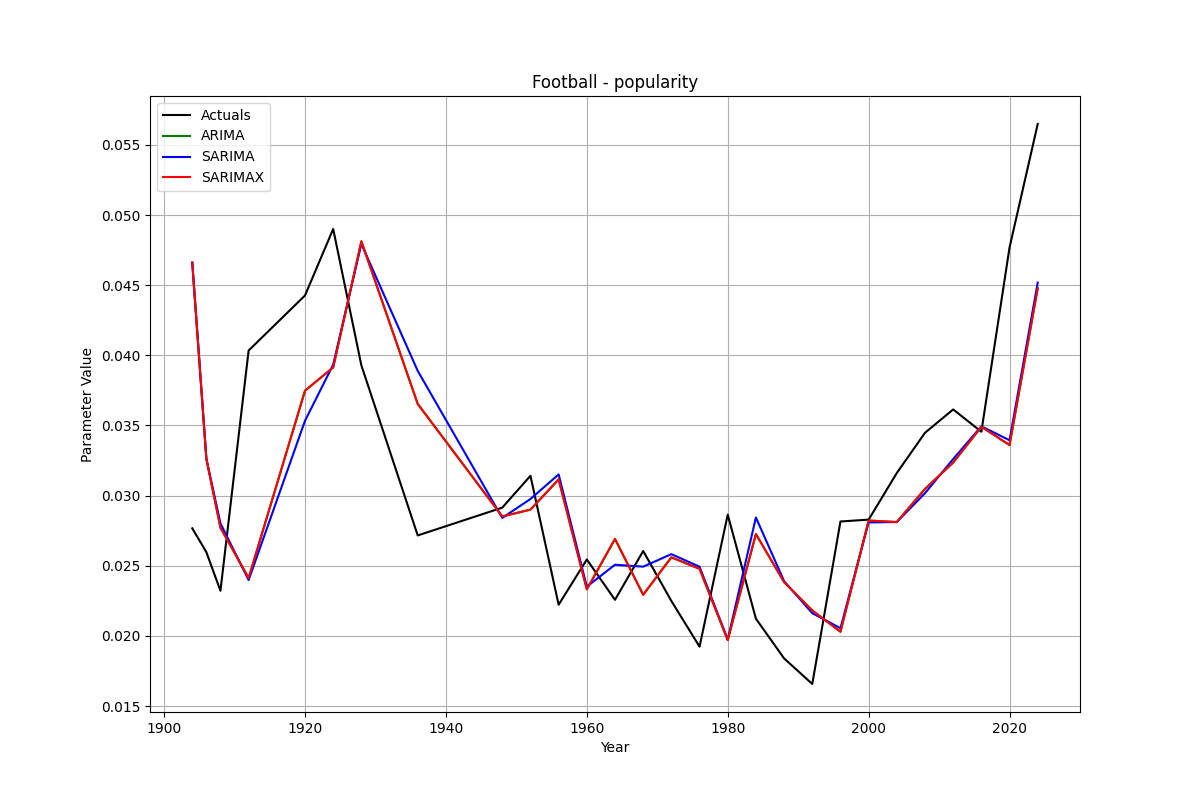 Football - popularity
Actuals
ARIMA
SARIMA
SARIMAX
0.055
0.050
0.045
0.040
0.035
0.030
0.025
0.020
0.015
Parameter Value
1900 1920 1940 1960 1980 2000 2020
Year